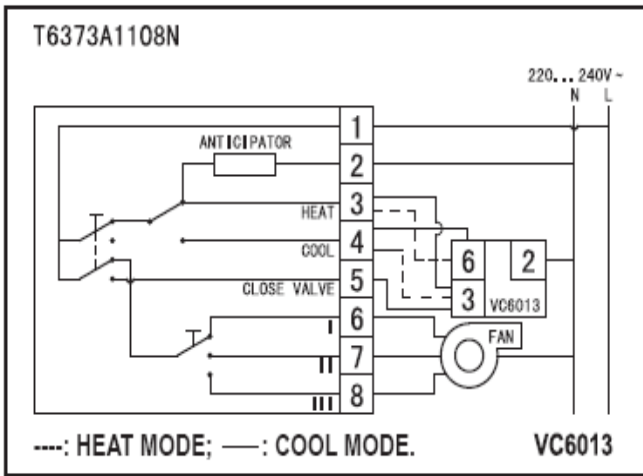 T6373A1108N
220... 240V~
N L
1
ANTICIPATOR
2
3
HEAT
4
COOL
6 2
5
CLOSE VALVE
3 VC6013
6
I
FAN
7
II
8
III
----: HEAT MODE; —: COOL MODE. VC6013